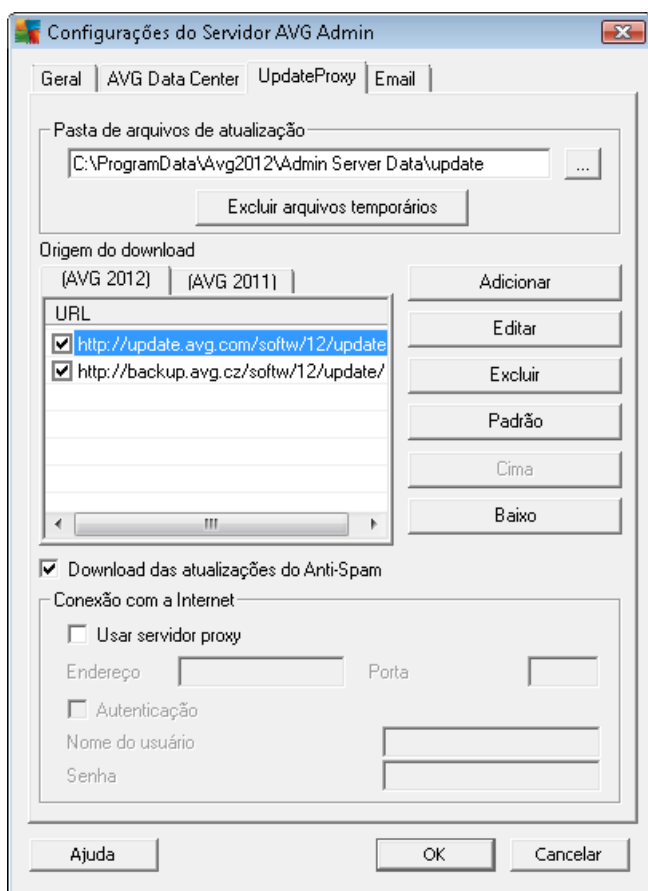 Configurações do Servidor AVG Admin
Geral
AVG Data Center
UpdateProxy
Email
Pasta de arquivos de atualização
C:\ProgramData\Avg2012\Admin Server Data\update
...
Excluir arquivos temporários
Origem do download
(AVG 2012)
(AVG 2011)
URL
http://update.avg.com/softw/12/update
http://backup.avg.cz/softw/12/update/
Adicionar
Editar
Excluir
Padrão
Cima
Baixo
Download das atualizações do Anti-Spam
Conexão com a Internet
Usar servidor proxy
Endereço
Porta
Autenticação
Nome do usuário
Senha
Ajuda
OK
Cancelar